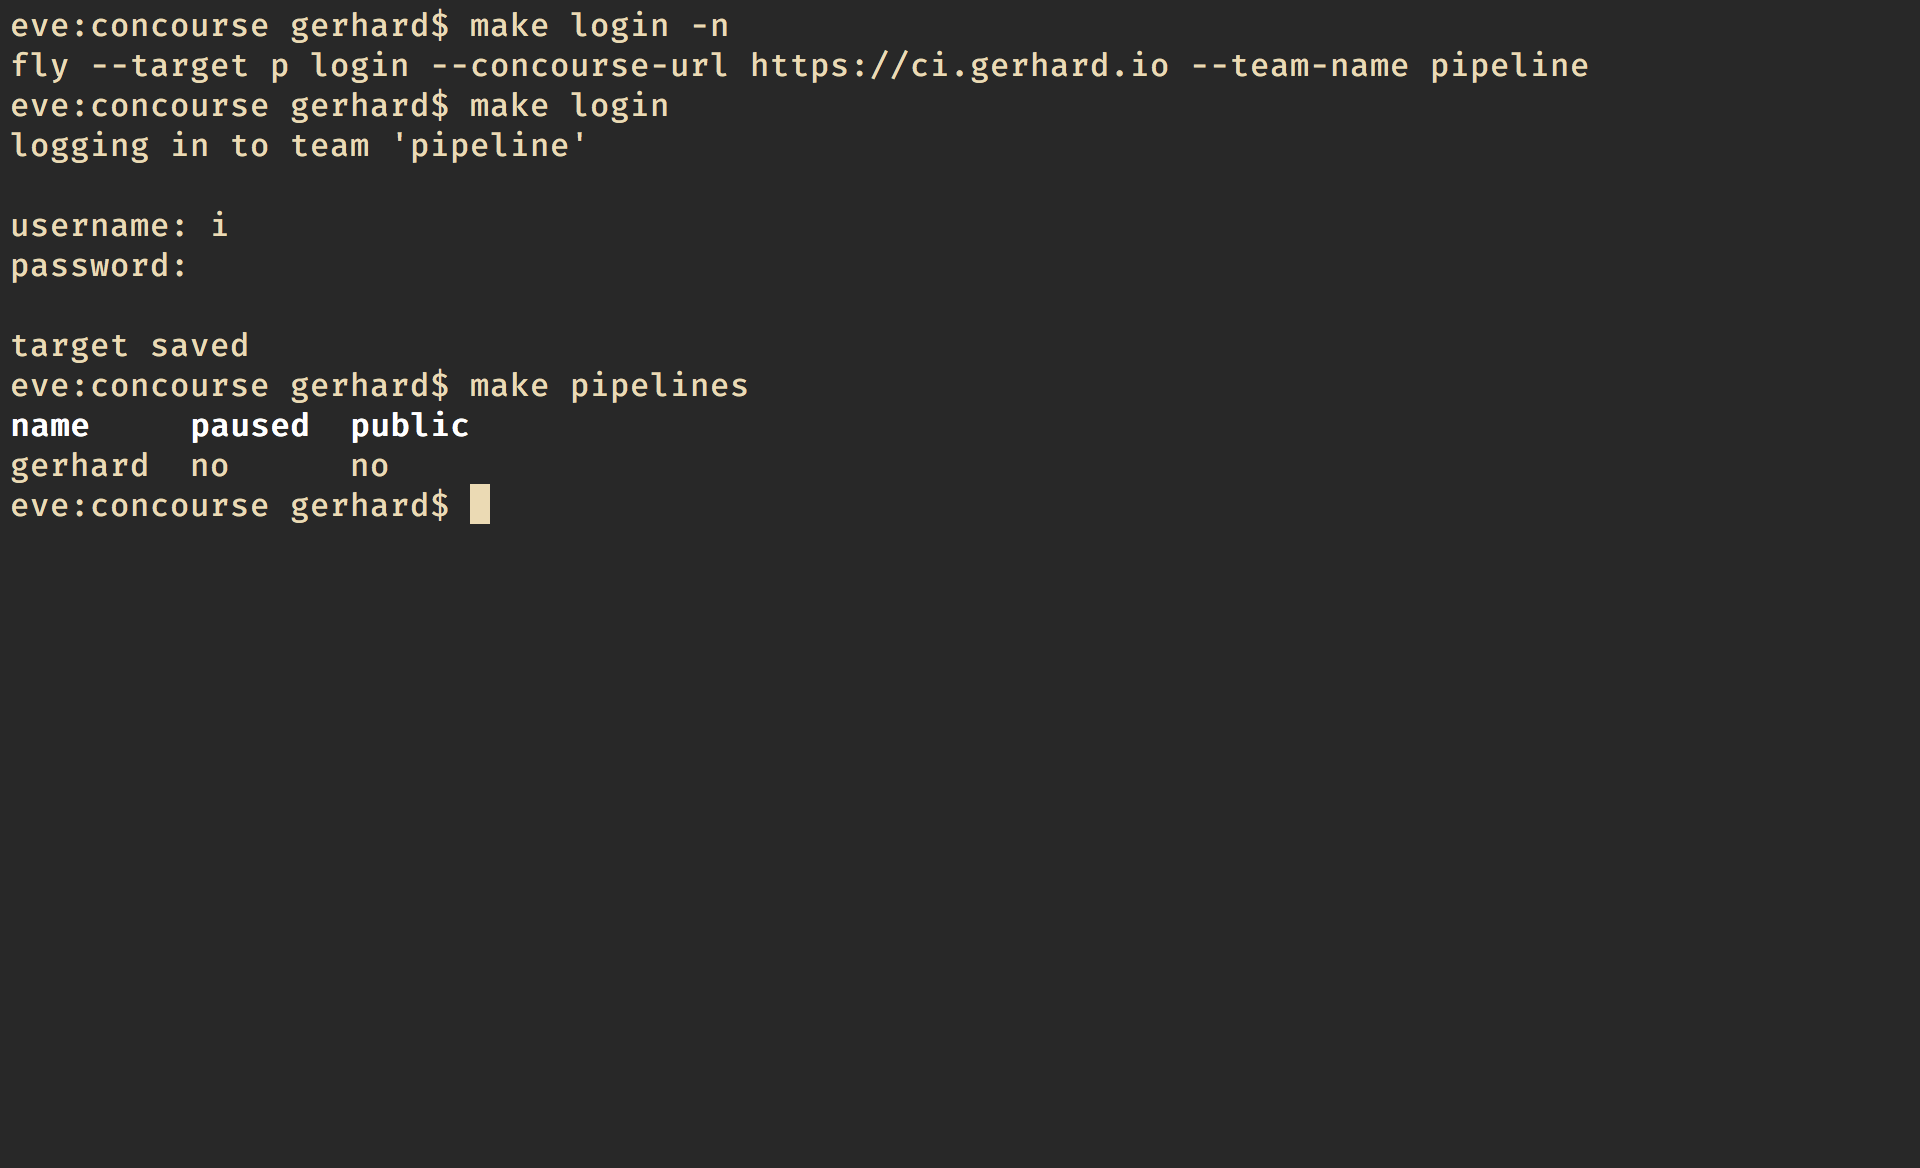 eve:concourse gerhard$ make login -n
fly --target p login --concourse-url https://ci.gerhard.io --team-name pipeline
eve:concourse gerhard$ make login
logging in to team 'pipeline'
username: i
password:
target saved
eve:concourse gerhard$ make pipelines
name paused public
gerhard no no
eve:concourse gerhard$